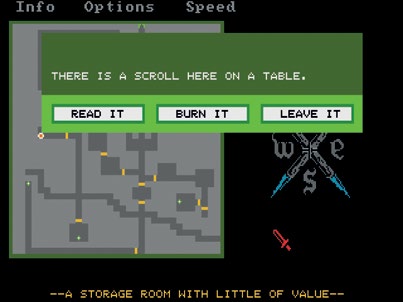 Info Options Speed
THERE IS A SCROLL HERE ON A TABLE.
READ IT BURN IT LEAVE IT
W E
S
--A STORAGE ROOM WITH LITTLE OF VALUE--